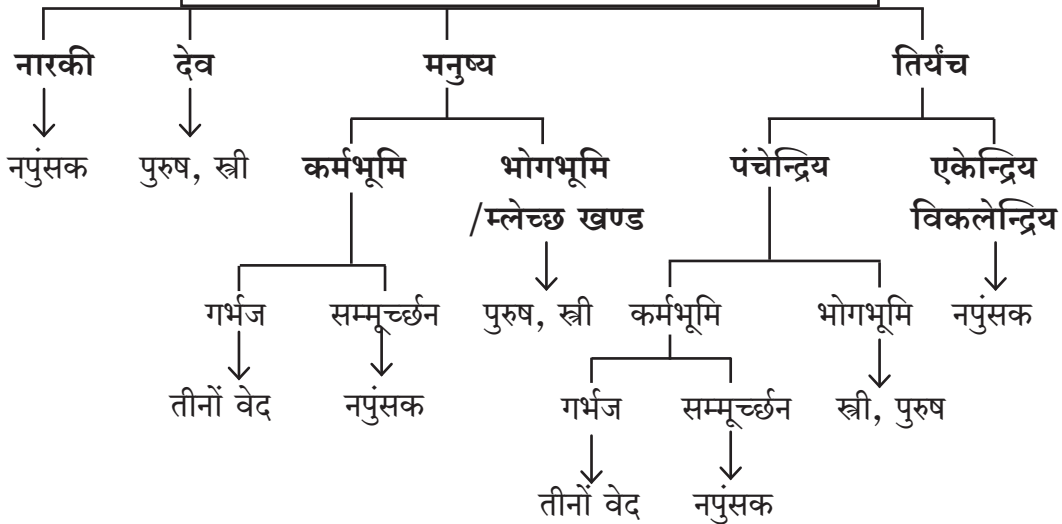 नारकी देव मनुष्य तिर्यंच
नपुंसक पुरुष, स्त्री कर्मभूमि भोगभूमि पंचेन्द्रिय एकेन्द्रिय
/म्लेच्छ खण्ड विकलेन्द्रिय
गर्भज सम्मूर्च्छन पुरुष, स्त्री कर्मभूमि भोगभूमि नपुंसक
तीनों वेद नपुंसक गर्भज सम्मूर्च्छन स्त्री, पुरुष
तीनों वेद नपुंसक